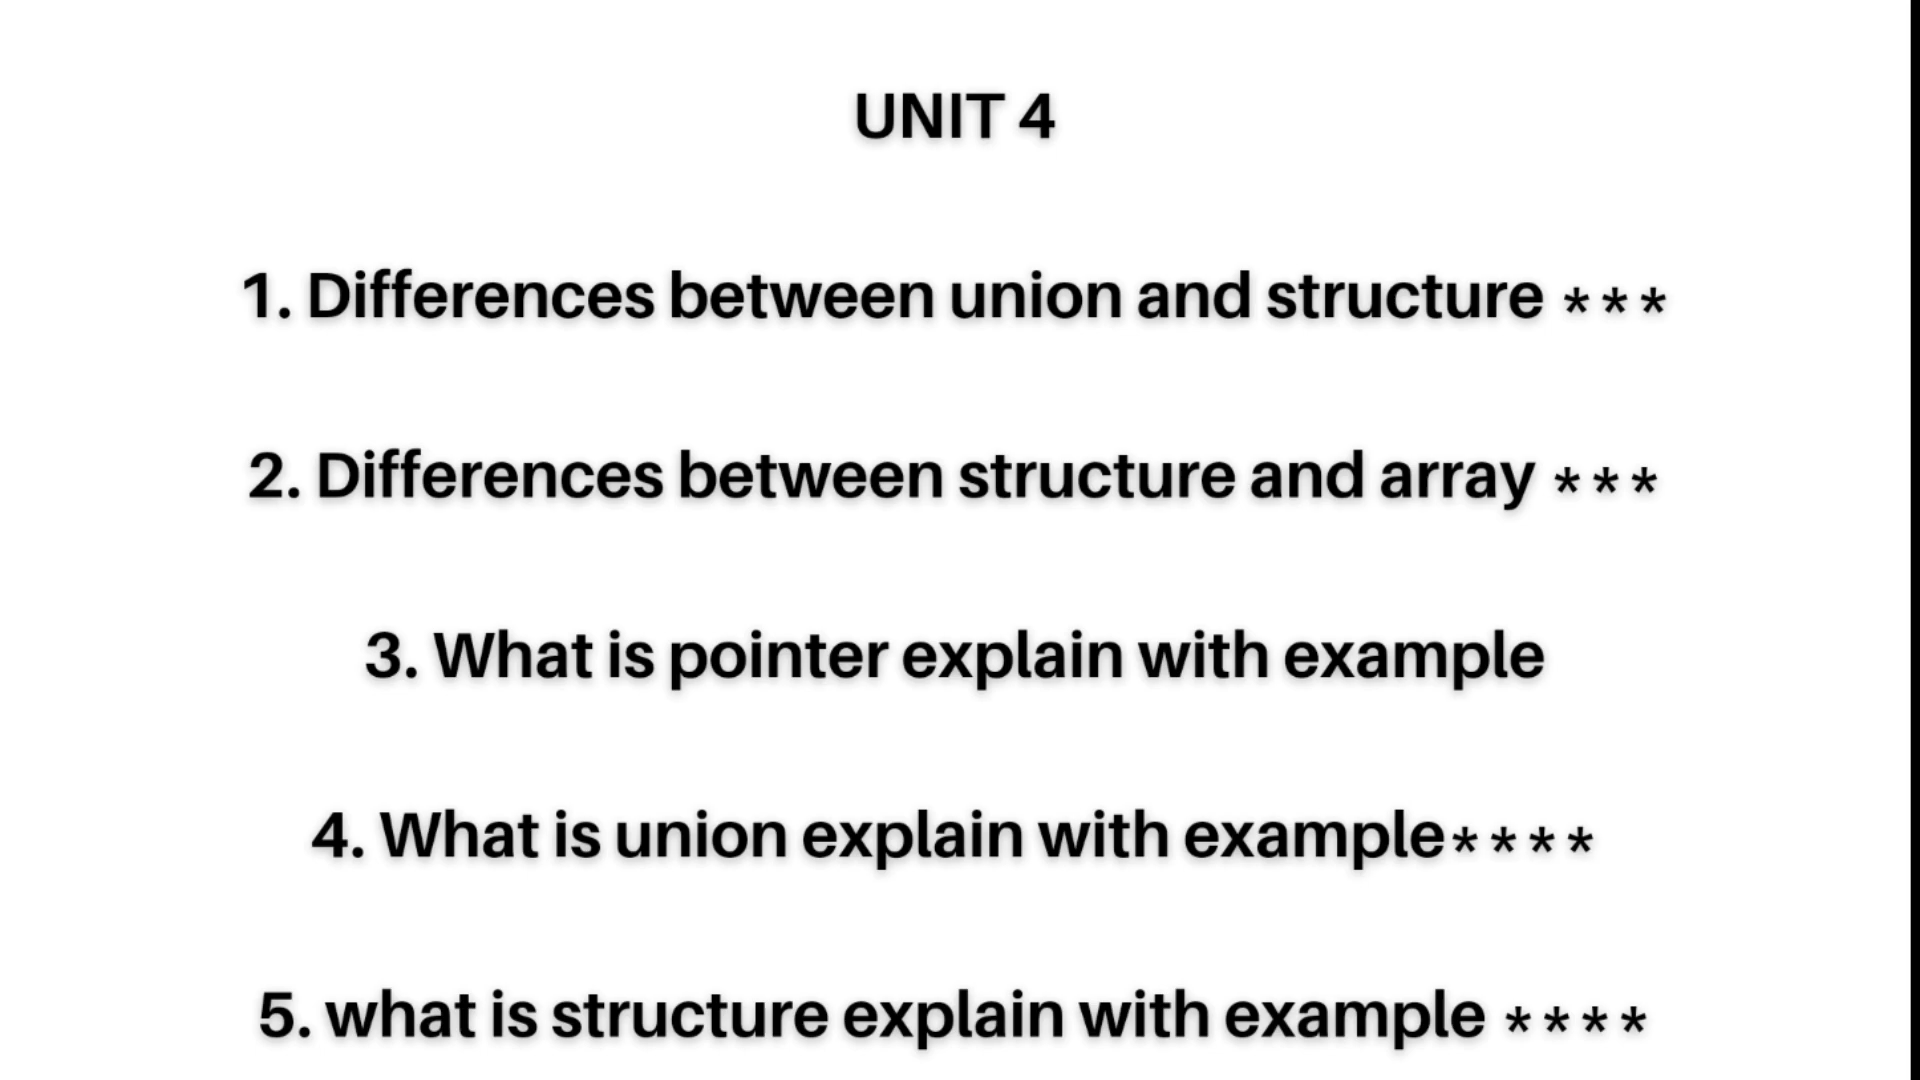 UNIT 4
1. Differences between union and structure ***
2. Differences between structure and array ***
3. What is pointer explain with example
4. What is union explain with example****
5. what is structure explain with example ****